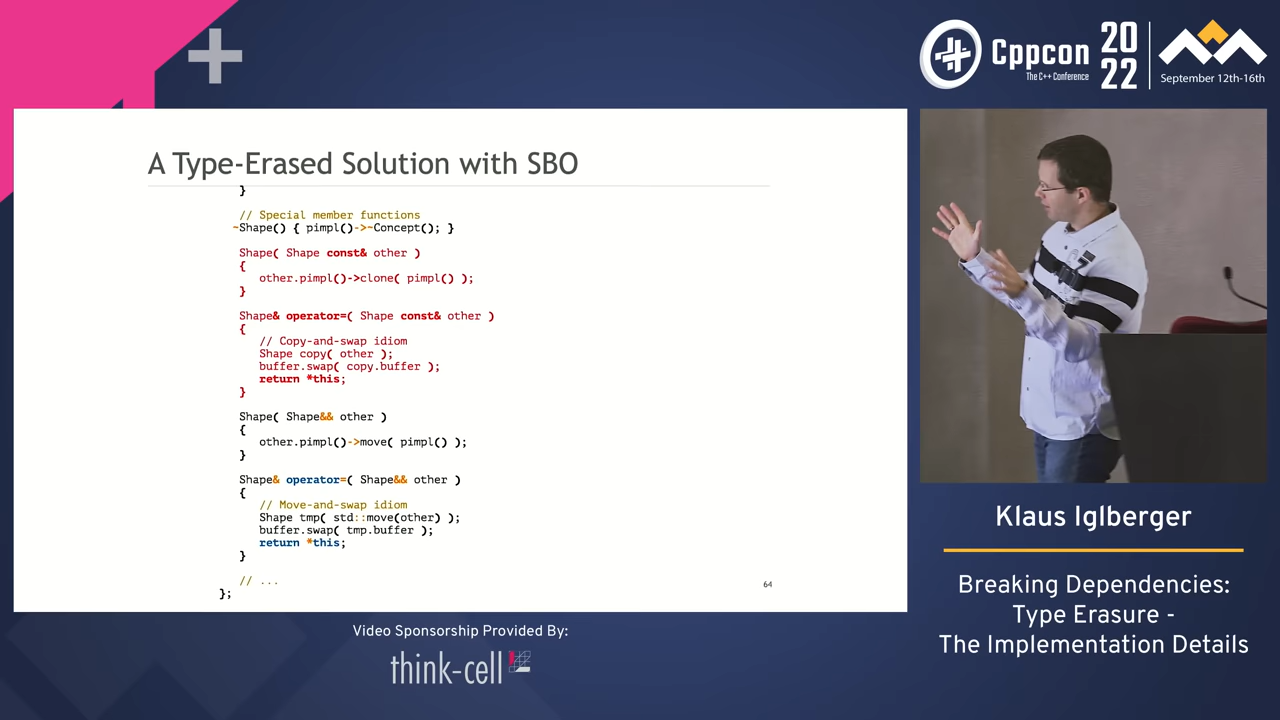 Cppcon
The C++ Conference
20
22
September 12th-16th
A Type-Erased Solution with SBO
}
// Special member functions
~Shape() { pimpl()->~Concept(); }
Shape( Shape const& other )
{
other.pimpl()->clone( pimpl() );
}
Shape& operator=( Shape const& other )
{
// Copy-and-swap idiom
Shape copy( other );
buffer.swap( copy.buffer );
return *this;
}
Shape( Shape&& other )
{
other.pimpl()->move( pimpl() );
}
Shape& operator=( Shape&& other )
{
// Move-and-swap idiom
Shape tmp( std::move(other) );
buffer.swap( tmp.buffer );
return *this;
}
// ...
};
64
Klaus Iglberger
Breaking Dependencies:
Type Erasure -
The Implementation Details
Video Sponsorship Provided By:
think-cell